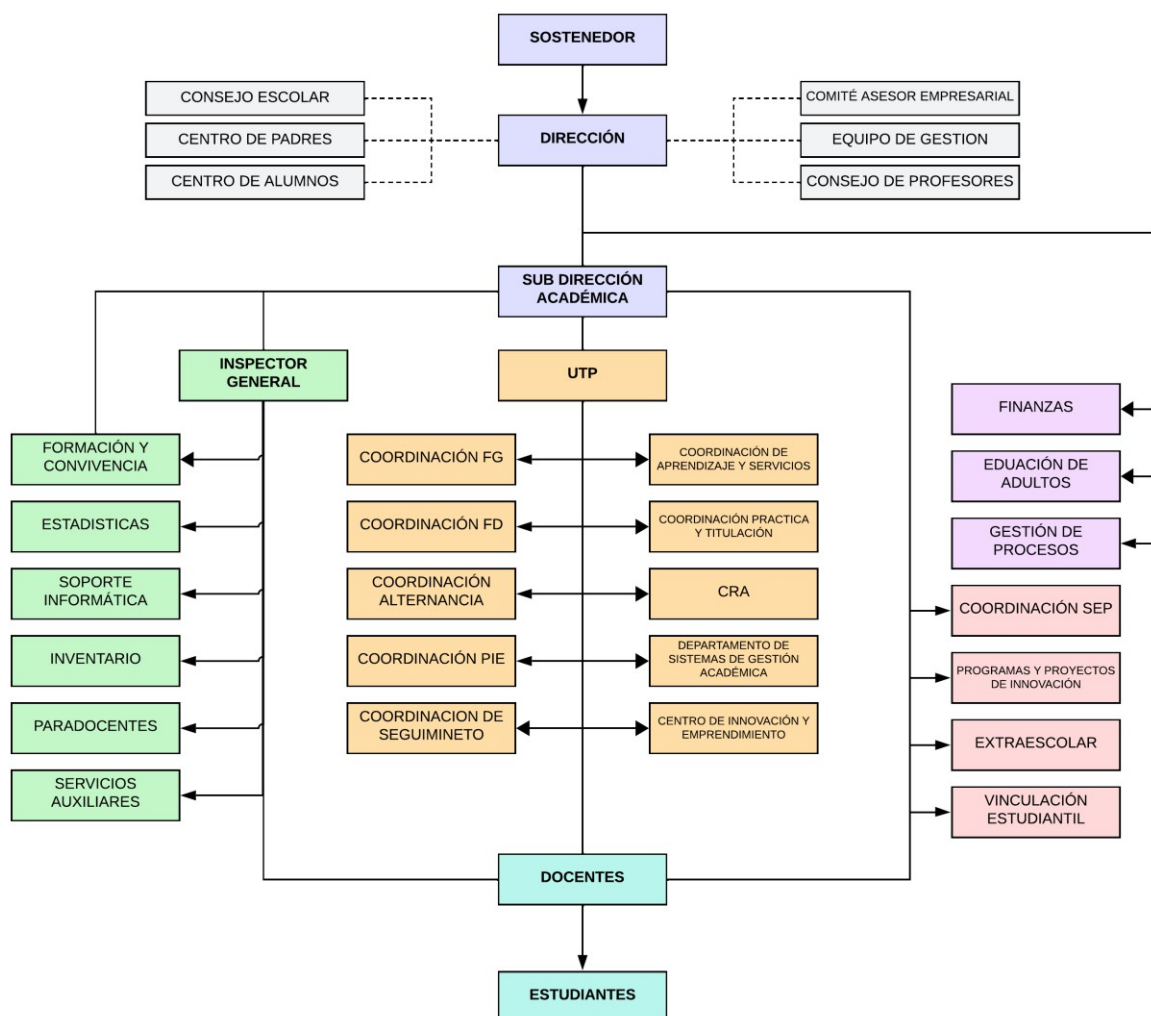 SOSTENEDOR
CONSEJO ESCOLAR
CENTRO DE PADRES
CENTRO DE ALUMNOS
DIRECCIÓN
COMITÉ ASESOR EMPRESARIAL
EQUIPO DE GESTION
CONSEJO DE PROFESORES
SUB DIRECCIÓN
ACADÉMICA
INSPECTOR
GENERAL
UTP
FORMACIÓN Y
CONVIVENCIA
ESTADISTICAS
SOPORTE
INFORMÁTICA
INVENTARIO
PARADOCENTES
SERVICIOS
AUXILIARES
COORDINACIÓN FG
COORDINACIÓN FD
COORDINACIÓN
ALTERNANCIA
COORDINACIÓN PIE
COORDINACION DE
SEGUIMINETO
COORDINACIÓN DE
APRENDIZAJE Y SERVICIOS
COORDINACIÓN PRACTICA
Y TITULACIÓN
CRA
DEPARTAMENTO DE
SISTEMAS DE GESTIÓN
ACADÉMICA
CENTRO DE INNOVACIÓN Y
EMPRENDIMIENTO
FINANZAS
EDUACIÓN DE
ADULTOS
GESTIÓN DE
PROCESOS
COORDINACIÓN SEP
PROGRAMAS Y PROYECTOS
DE INNOVACIÓN
EXTRAESCOLAR
VINCULACIÓN
ESTUDIANTIL
DOCENTES
ESTUDIANTES